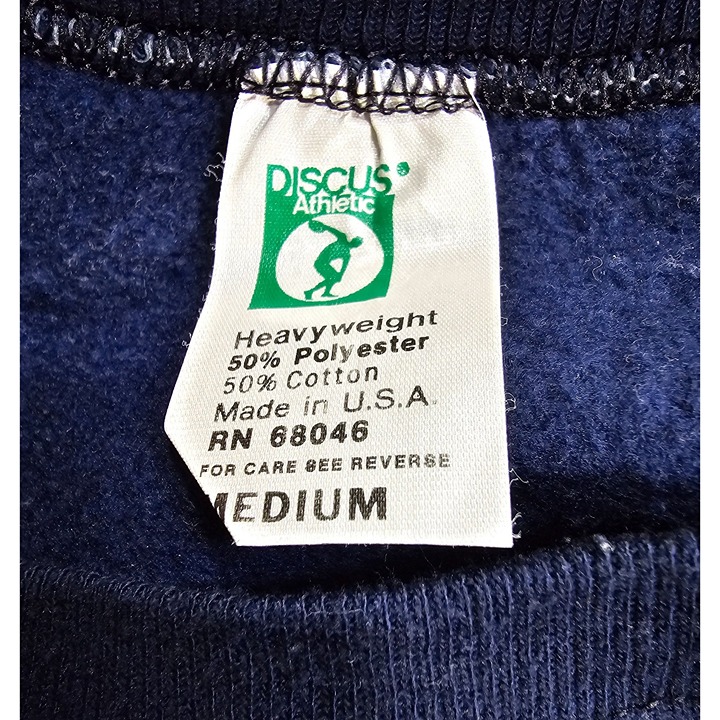 DISCUS®
Athletic
Heavyweight
50% Polyester
50% Cotton
Made in U.S.A.
RN 68046
FOR CARE SEE REVERSE
MEDIUM